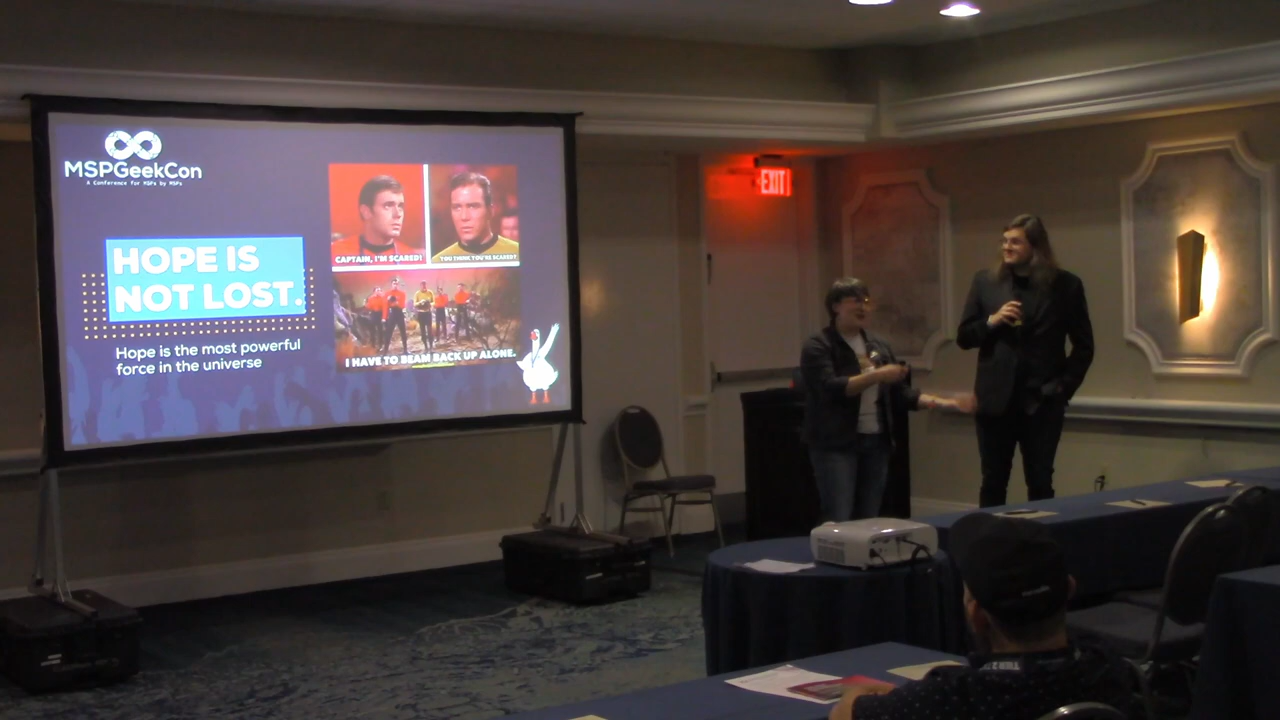 MSPGeekCon
A Conference for MSPs by MSPs
HOPE IS
NOT LOST.
Hope is the most powerful
force in the universe
CAPTAIN, I'M SCARED!
YOU THINK YOU'RE SCARED?
I HAVE TO BEAM BACK UP ALONE.
EXIT